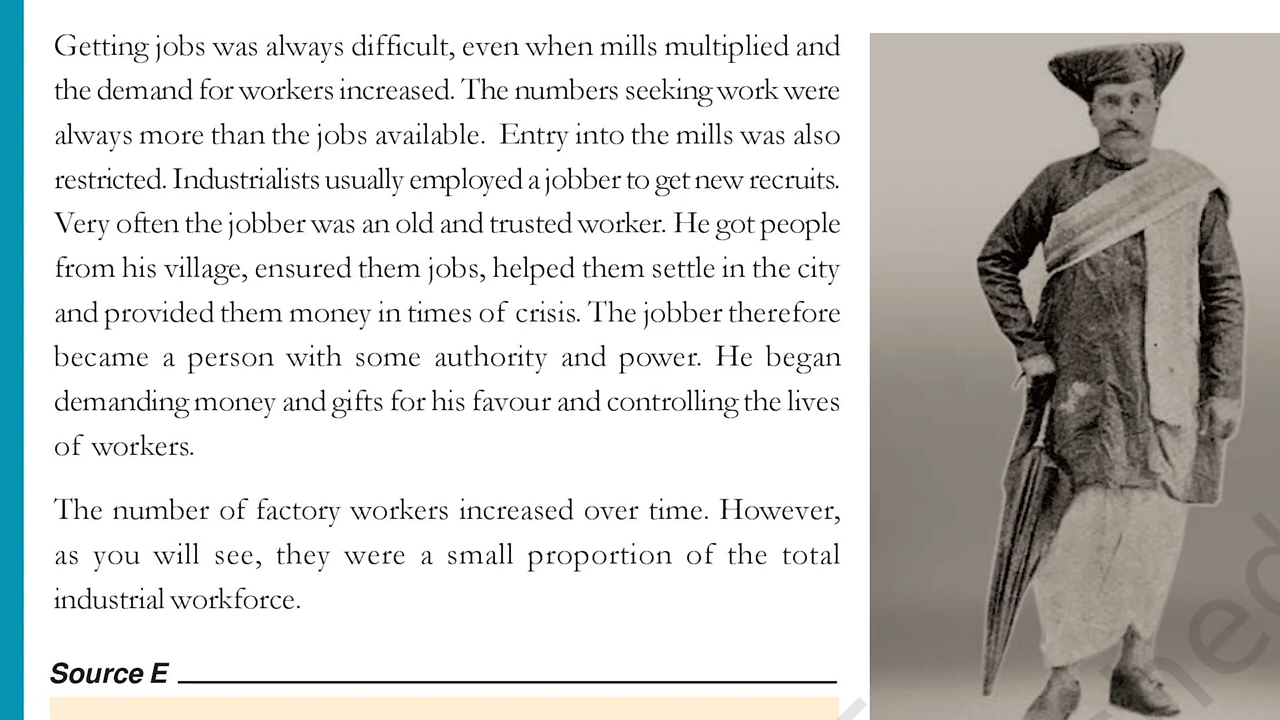 Getting jobs was always difficult, even when mills multiplied and
the demand for workers increased. The numbers seeking work were
always more than the jobs available. Entry into the mills was also
restricted. Industrialists usually employed a jobber to get new recruits.
Very often the jobber was an old and trusted worker. He got people
from his village, ensured them jobs, helped them settle in the city
and provided them money in times of crisis. The jobber therefore
became a person with some authority and power. He began
demanding money and gifts for his favour and controlling the lives
of workers.
The number of factory workers increased over time. However,
as you will see, they were a small proportion of the total
industrial workforce.
Source E